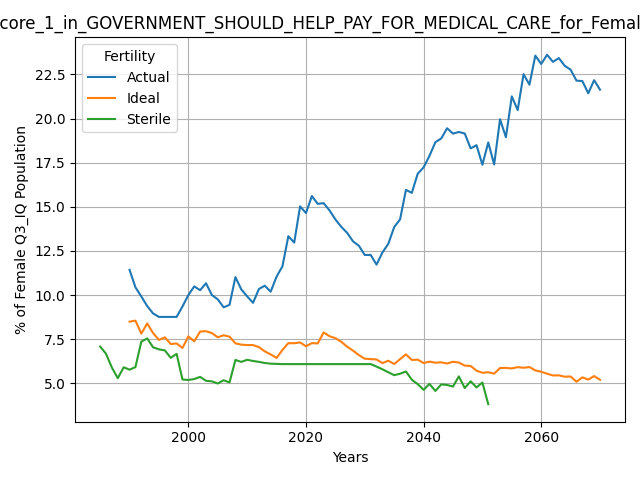 core_1_in_GOVERNMENT_SHOULD_HELP_PAY_FOR_MEDICAL_CARE_for_Femal
Fertility
Actual
Ideal
Sterile
% of Female Q3_IQ Population
22.5
20.0
17.5
15.0
12.5
10.0
7.5
5.0
2000 2020 2040 2060
Years